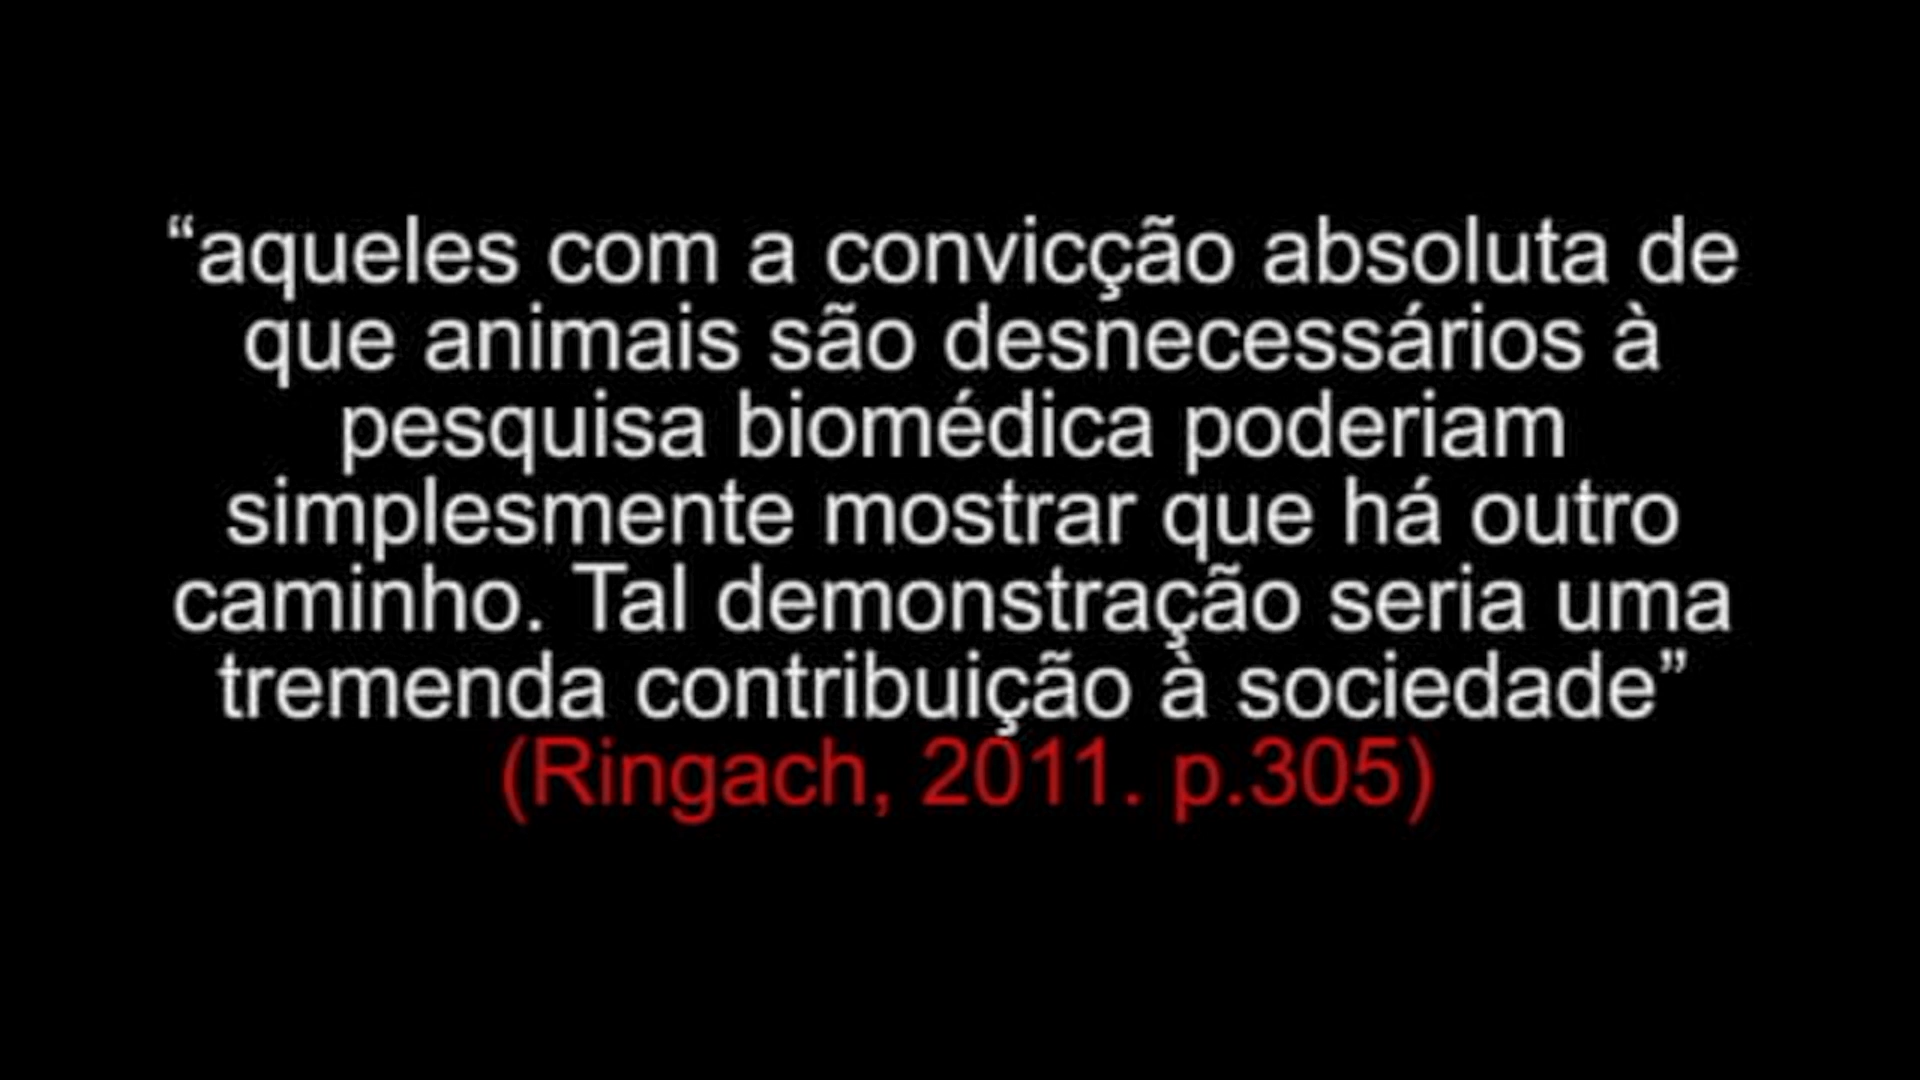 “aqueles com a convicção absoluta de
que animais são desnecessários à
pesquisa biomédica poderiam
simplesmente mostrar que há outro
caminho. Tal demonstração seria uma
tremenda contribuição à sociedade”
(Ringach, 2011. p.305)